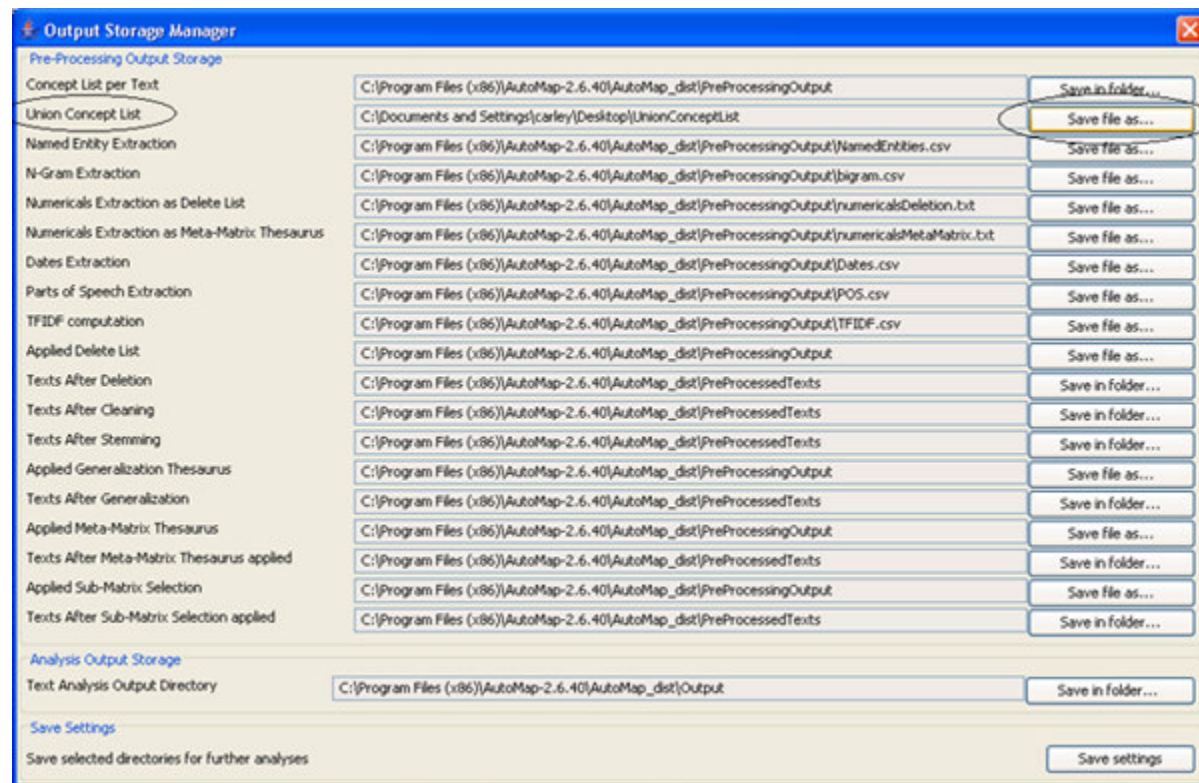 Output Storage Manager
Pre-Processing Output Storage
Concept List per Text C:\Program Files (x86)\AutoMap-2.6.40\AutoMap_dist\PreProcessingOutput Save in folder...
Union Concept List C:\Documents and Settings\carley\Desktop\UnionConceptList Save file as...
Named Entity Extraction C:\Program Files (x86)\AutoMap-2.6.40\AutoMap_dist\PreProcessingOutput\NamedEntities.csv Save file as...
N-Gram Extraction C:\Program Files (x86)\AutoMap-2.6.40\AutoMap_dist\PreProcessingOutput\bigram.csv Save file as...
Numericals Extraction as Delete List C:\Program Files (x86)\AutoMap-2.6.40\AutoMap_dist\PreProcessingOutput\numericalsDeletion.txt Save file as...
Numericals Extraction as Meta-Matrix Thesaurus C:\Program Files (x86)\AutoMap-2.6.40\AutoMap_dist\PreProcessingOutput\numericalsMetaMatrix.txt Save file as...
Dates Extraction C:\Program Files (x86)\AutoMap-2.6.40\AutoMap_dist\PreProcessingOutput\Dates.csv Save file as...
Parts of Speech Extraction C:\Program Files (x86)\AutoMap-2.6.40\AutoMap_dist\PreProcessingOutput\POS.csv Save file as...
TFIDF computation C:\Program Files (x86)\AutoMap-2.6.40\AutoMap_dist\PreProcessingOutput\TFIDF.csv Save file as...
Applied Delete List C:\Program Files (x86)\AutoMap-2.6.40\AutoMap_dist\PreProcessingOutput Save file as...
Texts After Deletion C:\Program Files (x86)\AutoMap-2.6.40\AutoMap_dist\PreProcessedTexts Save in folder...
Texts After Cleaning C:\Program Files (x86)\AutoMap-2.6.40\AutoMap_dist\PreProcessedTexts Save in folder...
Texts After Stemming C:\Program Files (x86)\AutoMap-2.6.40\AutoMap_dist\PreProcessedTexts Save in folder...
Applied Generalization Thesaurus C:\Program Files (x86)\AutoMap-2.6.40\AutoMap_dist\PreProcessingOutput Save file as...
Texts After Generalization C:\Program Files (x86)\AutoMap-2.6.40\AutoMap_dist\PreProcessedTexts Save in folder...
Applied Meta-Matrix Thesaurus C:\Program Files (x86)\AutoMap-2.6.40\AutoMap_dist\PreProcessingOutput Save file as...
Texts After Meta-Matrix Thesaurus applied C:\Program Files (x86)\AutoMap-2.6.40\AutoMap_dist\PreProcessedTexts Save in folder...
Applied Sub-Matrix Selection C:\Program Files (x86)\AutoMap-2.6.40\AutoMap_dist\PreProcessingOutput Save file as...
Texts After Sub-Matrix Selection applied C:\Program Files (x86)\AutoMap-2.6.40\AutoMap_dist\PreProcessedTexts Save in folder...
Analysis Output Storage
Text Analysis Output Directory C:\Program Files (x86)\AutoMap-2.6.40\AutoMap_dist\Output Save in folder...
Save Settings
Save selected directories for further analyses Save settings